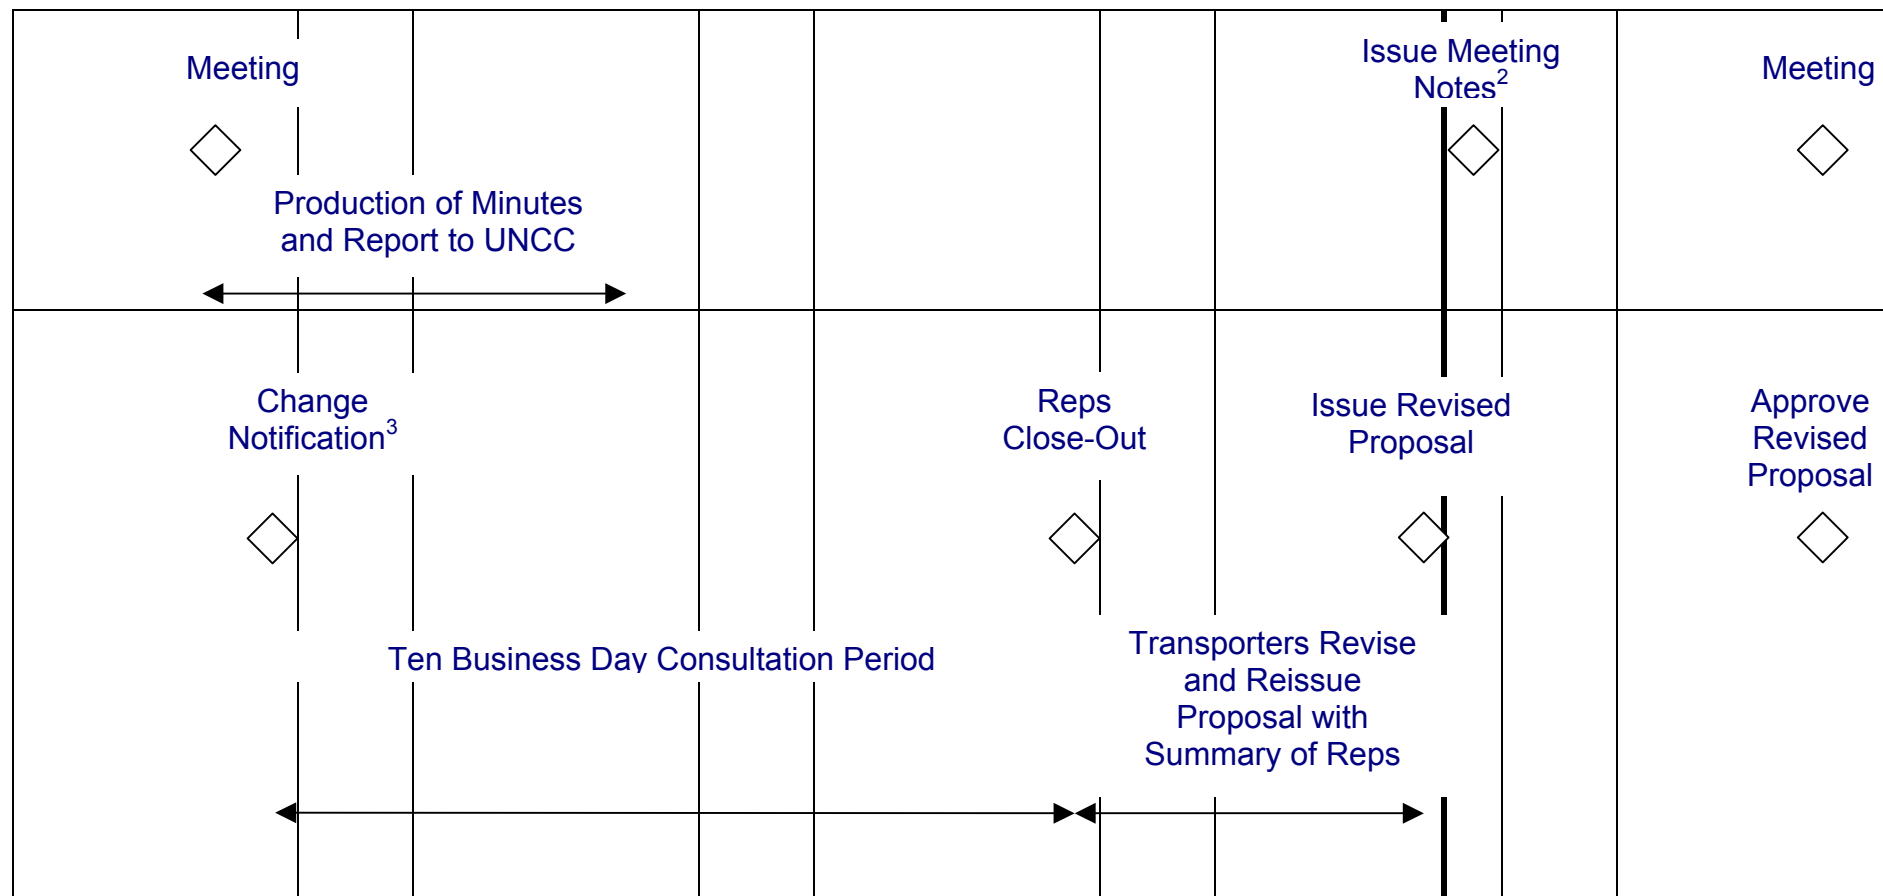 Meeting
Issue Meeting
Notes2
Meeting
Production of Minutes
and Report to UNCC
Change
Notification3
Reps
Close-Out
Issue Revised
Proposal
Approve
Revised
Proposal
Ten Business Day Consultation Period
Transporters Revise
and Reissue
Proposal with
Summary of Reps